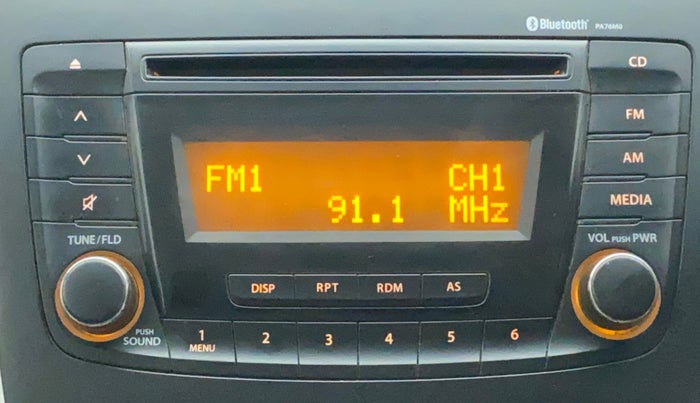 Bluetooth PA76M0
CD
FM
AM
MEDIA
FM1 CH1
91.1 MHz
TUNE/FLD
VOL PUSH PWR
DISP RPT RDM AS
PUSH SOUND
1 MENU 2 3 4 5 6